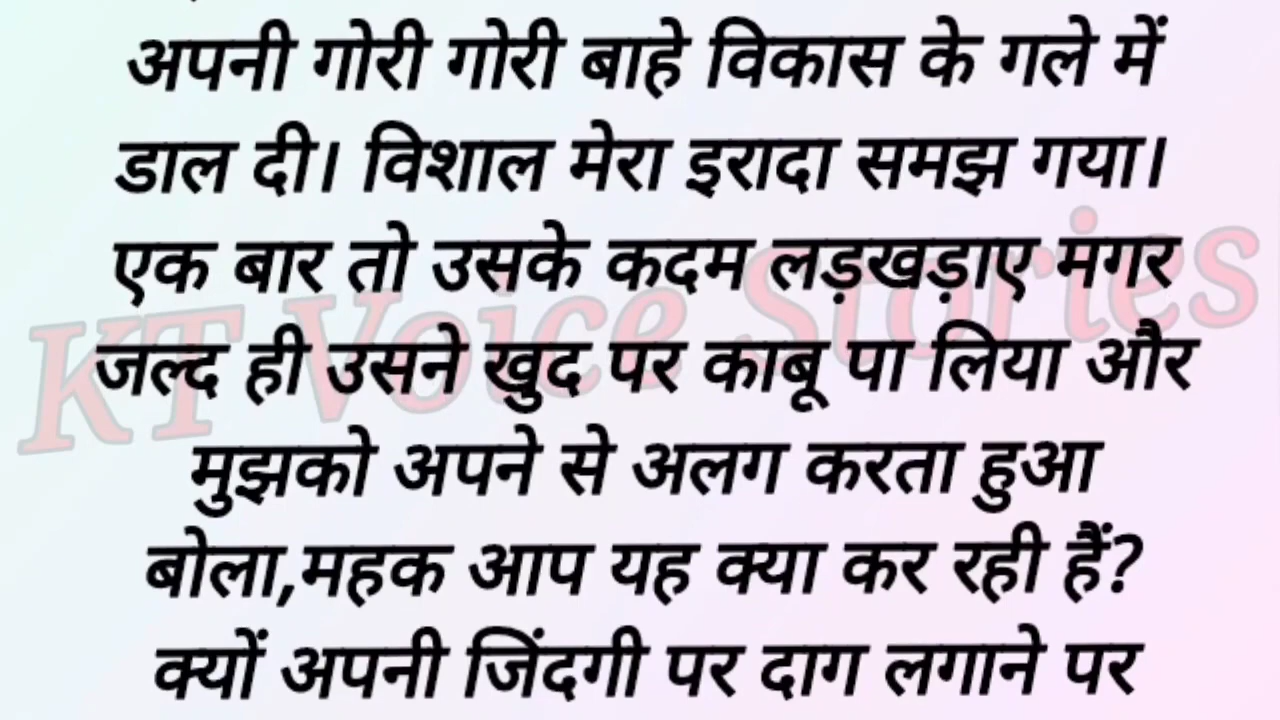 अपनी गोरी गोरी बाहे विकास के गले में
डाल दी। विशाल मेरा इरादा समझ गया।
एक बार तो उसके कदम लड़खड़ाए मगर
जल्द ही उसने खुद पर काबू पा लिया और
मुझको अपने से अलग करता हुआ
बोला,महक आप यह क्या कर रही हैं?
क्यों अपनी जिंदगी पर दाग लगाने पर
KT Voice Stories